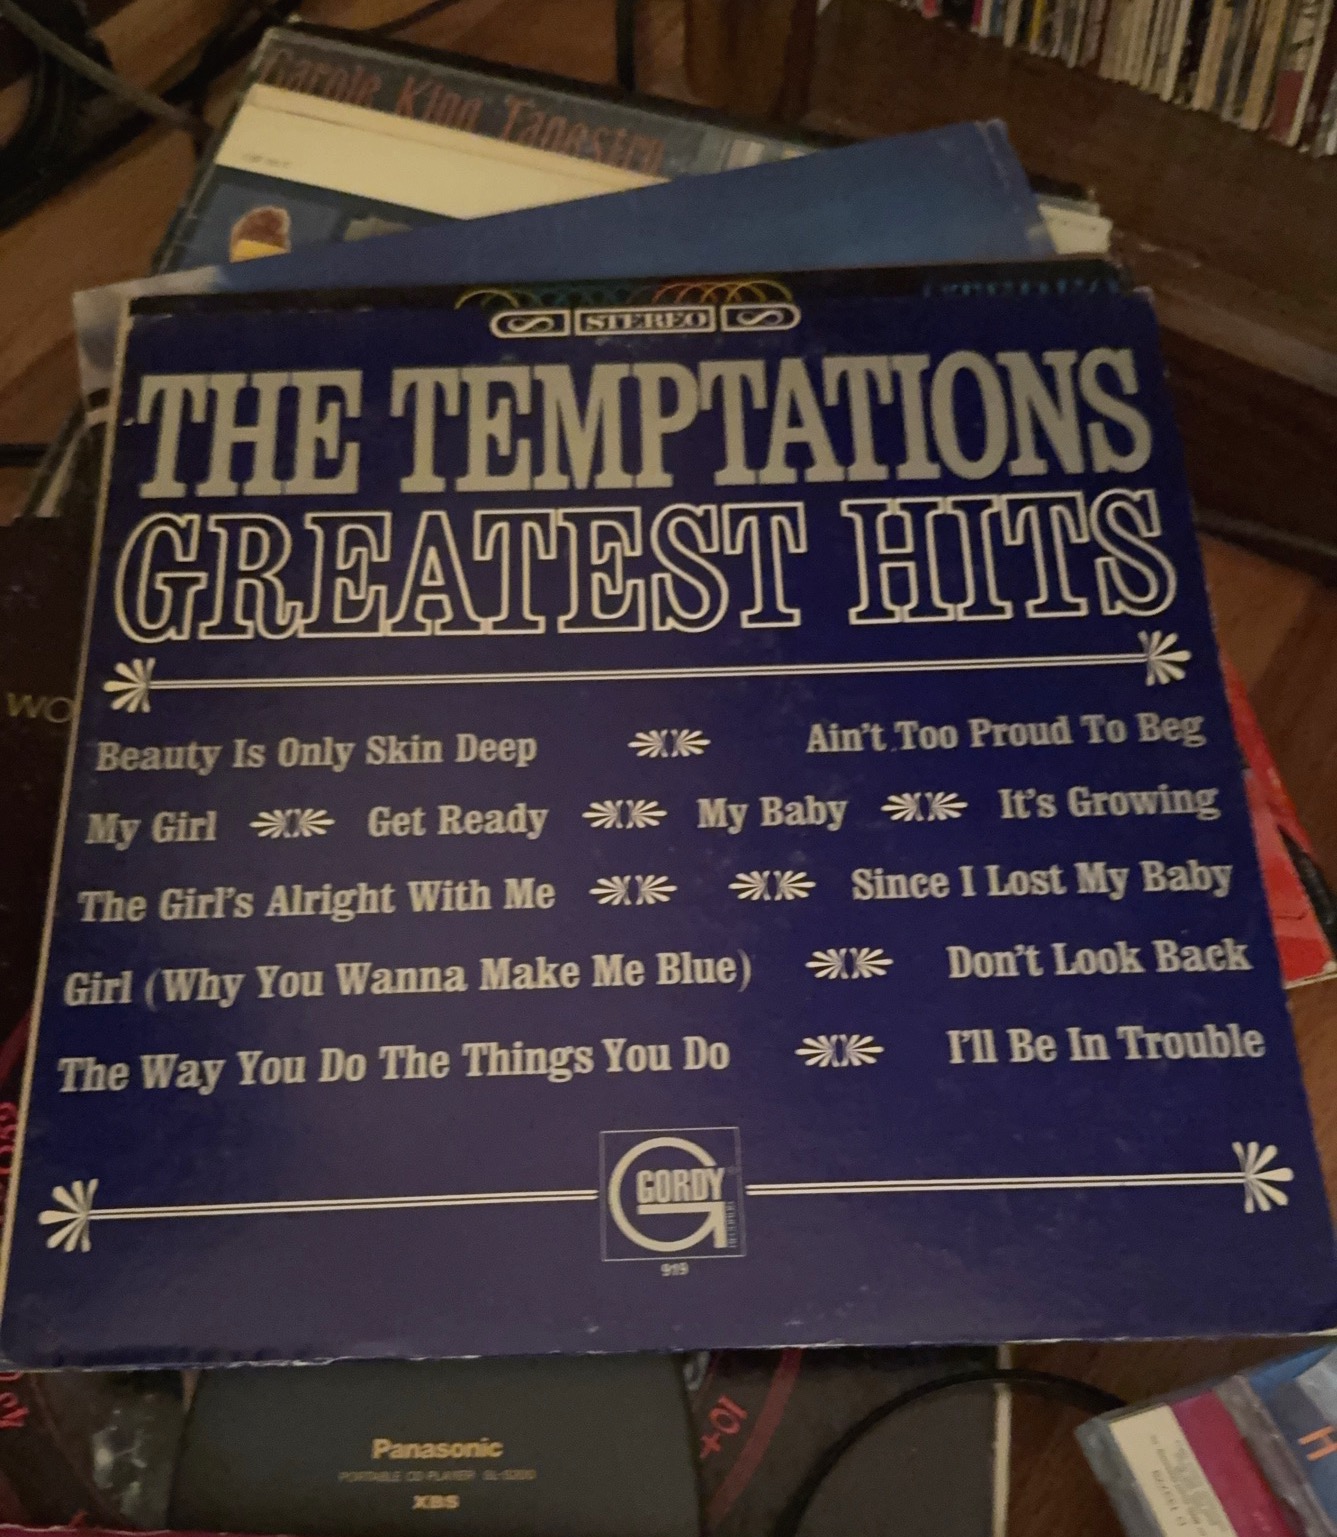 Carole King Tapestry
STEREO
THE TEMPTATIONS
GREATEST HITS
WO
Beauty Is Only Skin Deep Ain't Too Proud To Beg
My Girl Get Ready My Baby It's Growing
The Girl's Alright With Me Since I Lost My Baby
Girl (Why You Wanna Make Me Blue) Don't Look Back
The Way You Do The Things You Do I'll Be In Trouble
GORDY
919
Panasonic
PORTABLE CD PLAYER
XBS
10+
H